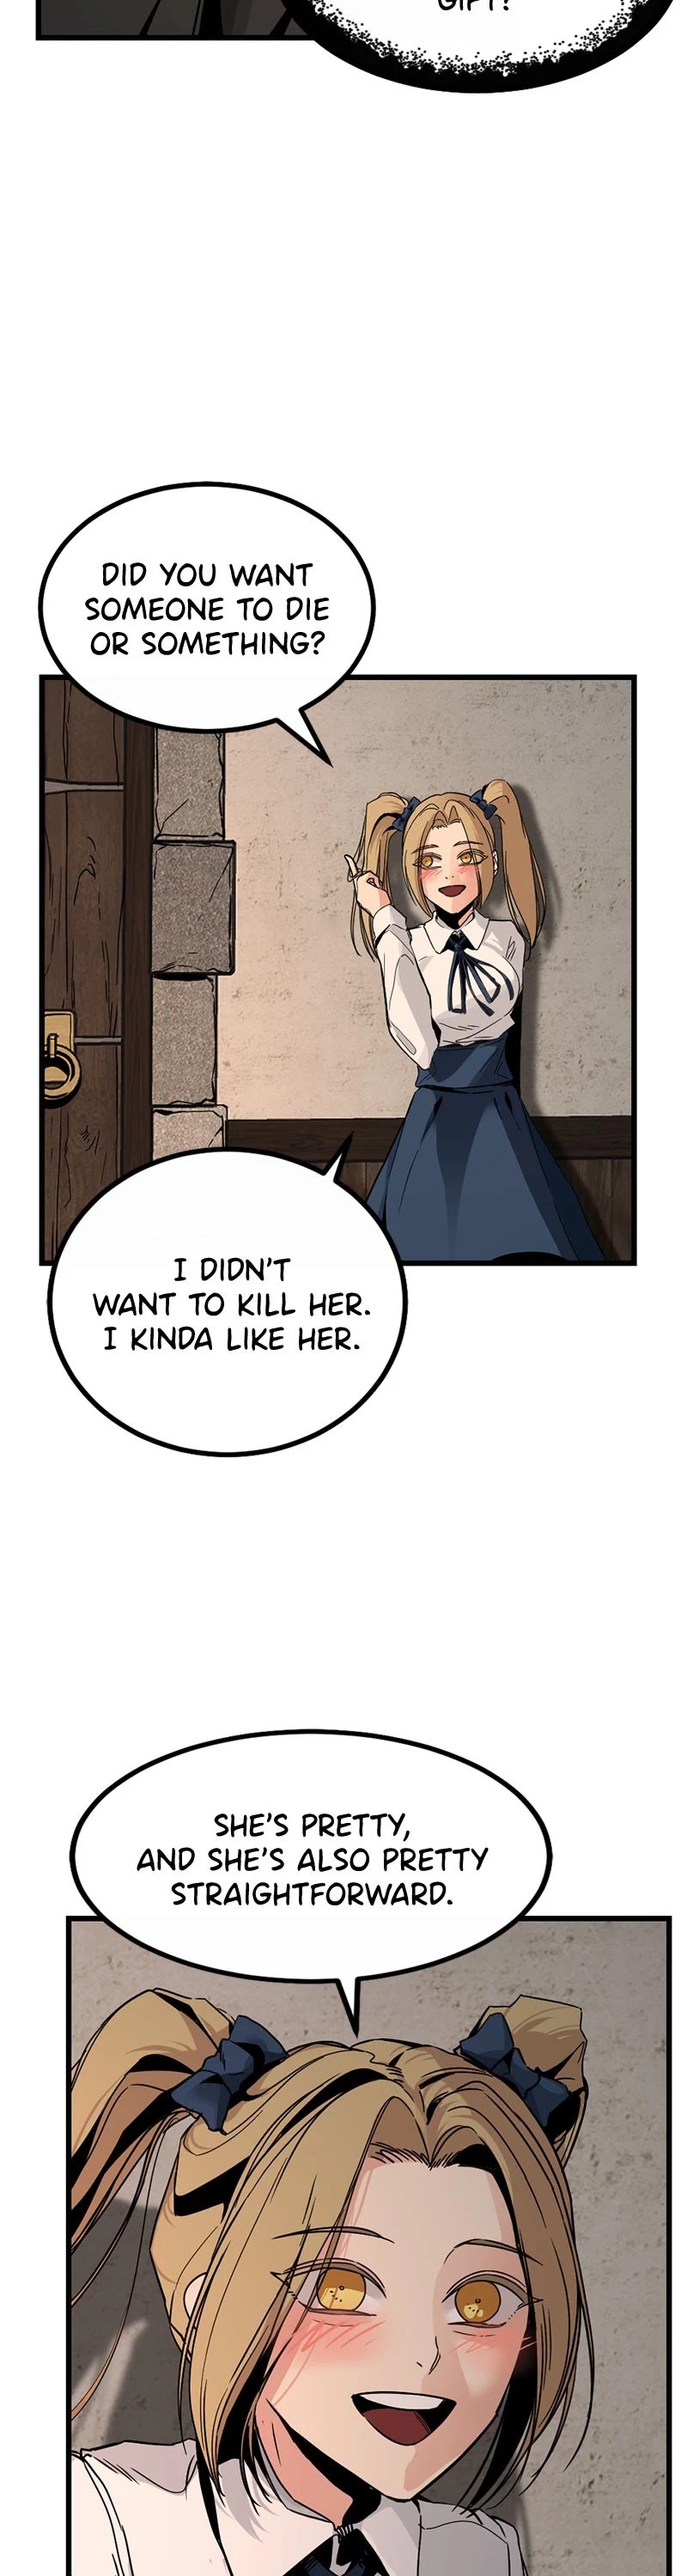 GIFT?
DID YOU WANT
SOMEONE TO DIE
OR SOMETHING?
I DIDN'T
WANT TO KILL HER.
I KINDA LIKE HER.
SHE'S PRETTY,
AND SHE'S ALSO PRETTY
STRAIGHTFORWARD.